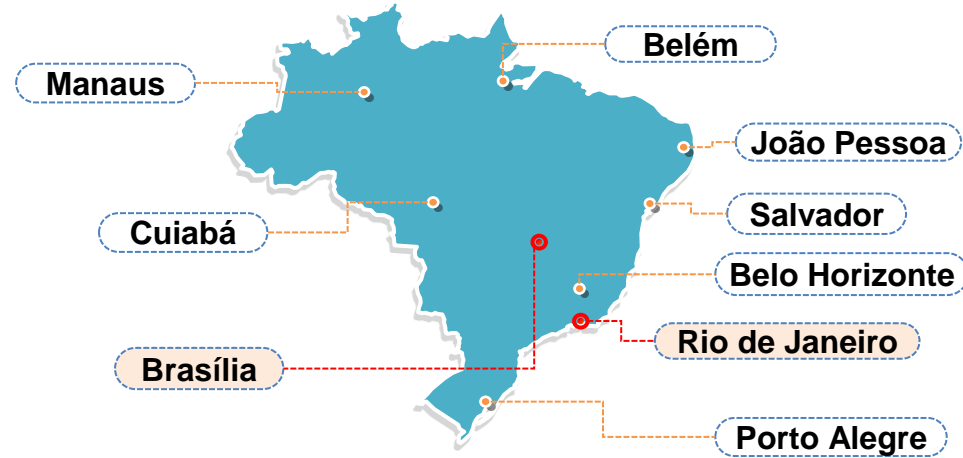 Belém
Manaus
João Pessoa
Salvador
Cuiabá
Belo Horizonte
Rio de Janeiro
Brasília
Porto Alegre